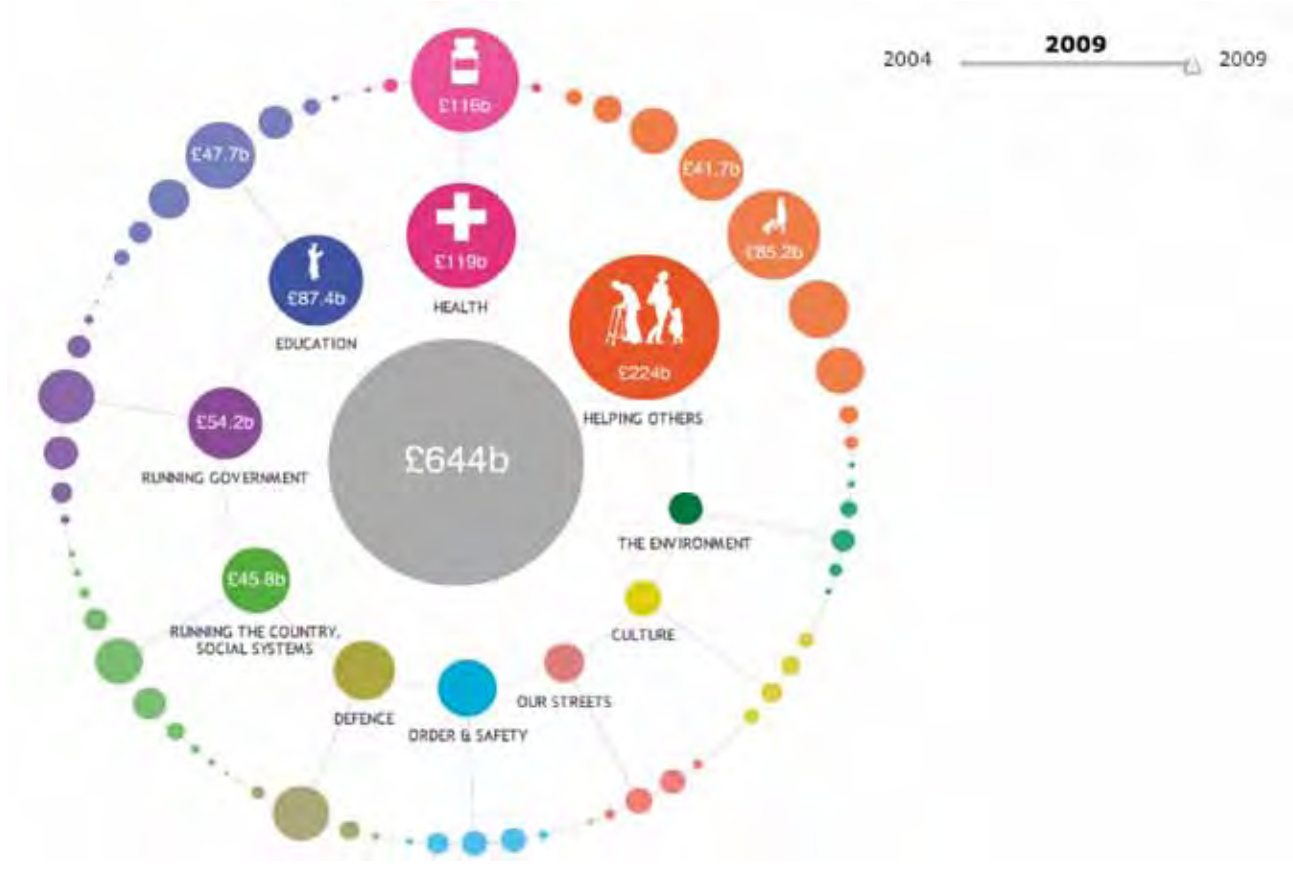 2009
2004
2009
£116b
£47.7b
£41.7b
£85.2b
£119b
HEALTH
£87.4b
EDUCATION
£224b
HELPING OTHERS
£54.2b
RUNNING GOVERNMENT
£644b
THE ENVIRONMENT
£45.8b
RUNNING THE COUNTRY,
SOCIAL SYSTEMS
CULTURE
OUR STREETS
DEFENCE
ORDER & SAFETY